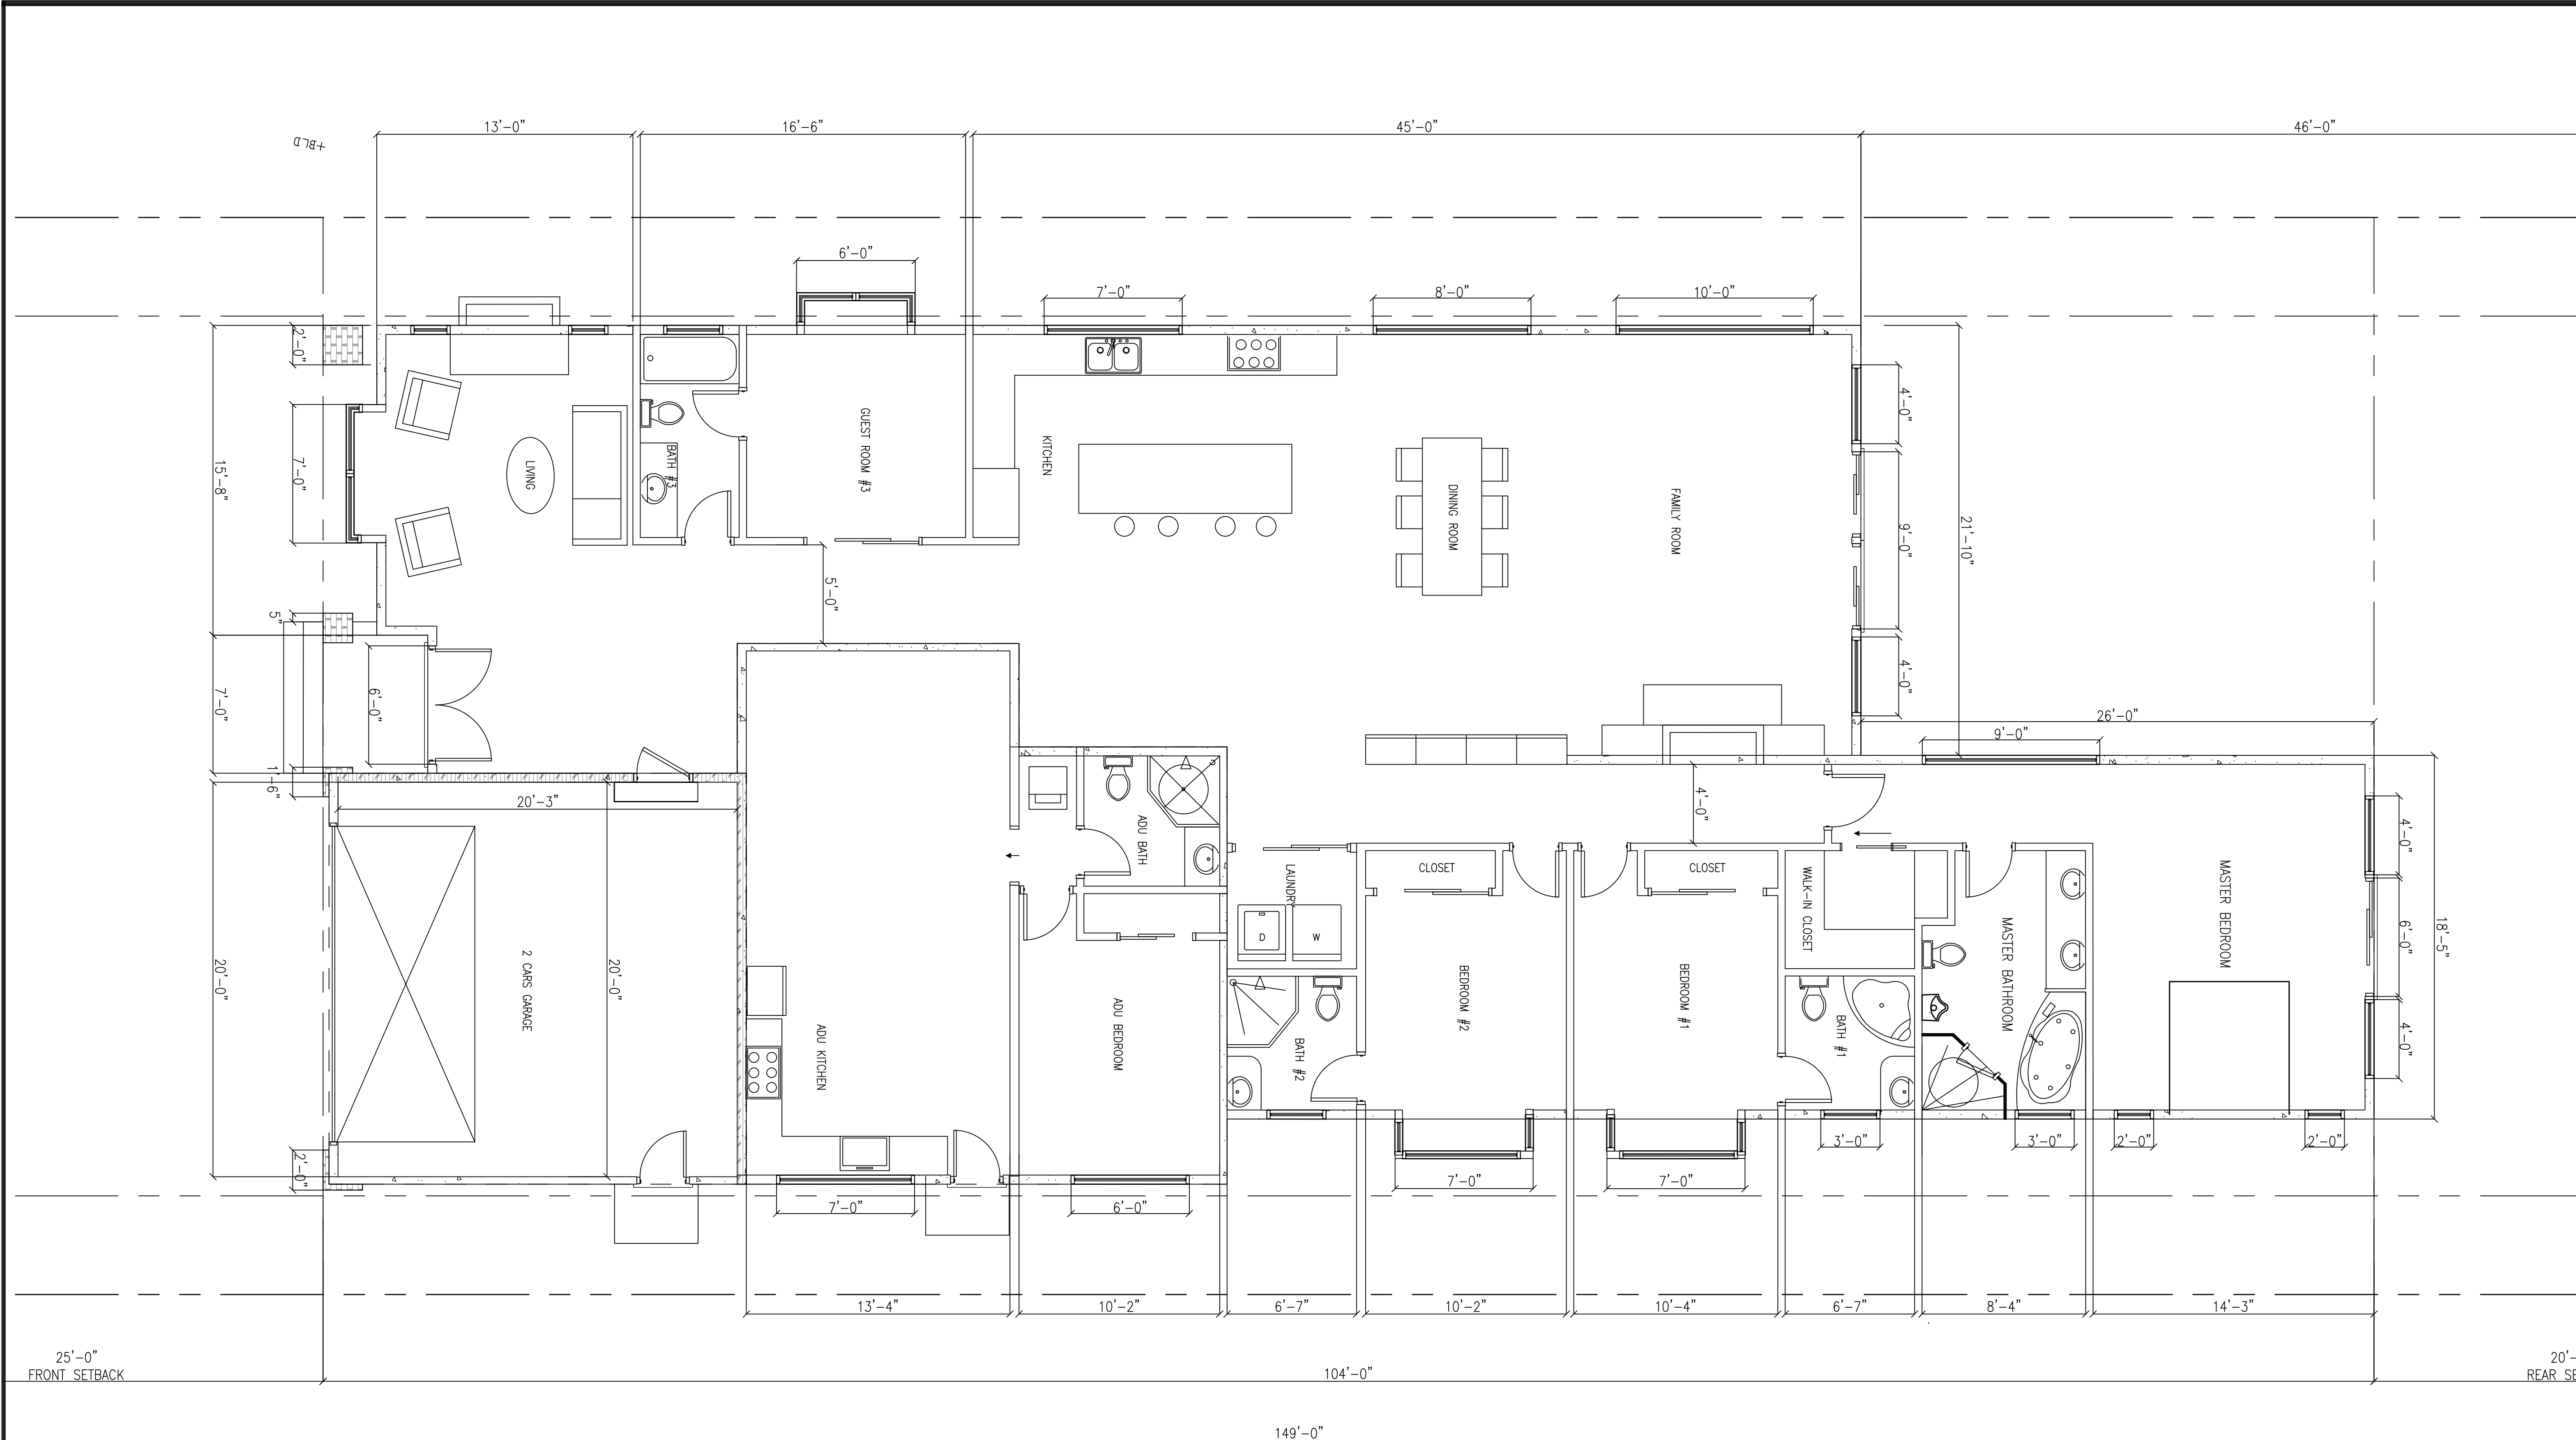 13'-0"
16'-6"
45'-0"
46'-0"
+BLD
6'-0"
7'-0"
8'-0"
10'-0"
2'-0"
15'-8"
7'-0"
4'-0"
9'-0"
21'-10"
4'-0"
LIVING
BATH #3
GUEST ROOM #3
KITCHEN
DINING ROOM
FAMILY ROOM
5'-0"
5"
7'-0"
6'-0"
1'-6"
26'-0"
9'-0"
20'-3"
4'-0"
ADU BATH
LAUNDRY
CLOSET
CLOSET
WALK-IN CLOSET
MASTER BATHROOM
MASTER BEDROOM
4'-0"
6'-0"
18'-5"
4'-0"
D
W
20'-0"
2 CARS GARAGE
20'-0"
ADU KITCHEN
ADU BEDROOM
BATH #2
BEDROOM #2
BEDROOM #1
BATH #1
2'-0"
3'-0"
3'-0"
2'-0"
2'-0"
7'-0"
6'-0"
7'-0"
7'-0"
13'-4"
10'-2"
6'-7"
10'-2"
10'-4"
6'-7"
8'-4"
14'-3"
25'-0"
FRONT SETBACK
104'-0"
20'-
REAR SE
149'-0"